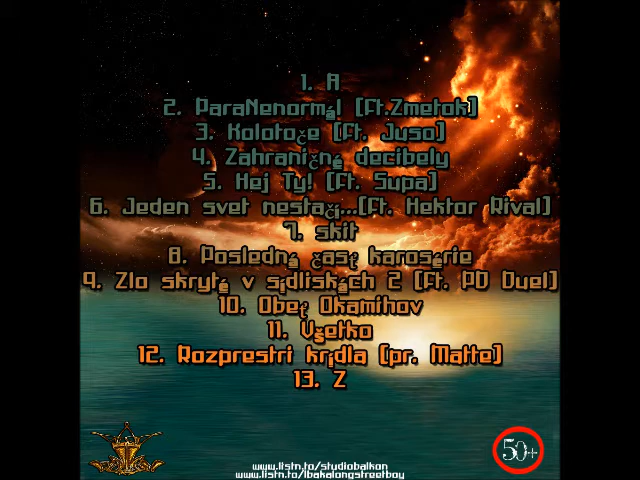 1. A
2. ParaNenormál (Ft.Zmetok)
3. Kolotoče (Ft. Juso)
4. Zahraničné decibely
5. Hej Ty! (Ft. Supa)
6. Jeden svet nestačí...(Ft. Hektor Rival)
7. skit
8. Posledná časť karosérie
9. Zlo skryté v sídliskách 2 (Ft. PD Duel)
10. Obeť Okamihov
11. Všetko
12. Rozprestri krídla (pr. Matte)
13. Z
50+
www.listn.to/studiobalkon
www.listn.to/lbakalongstreetboy